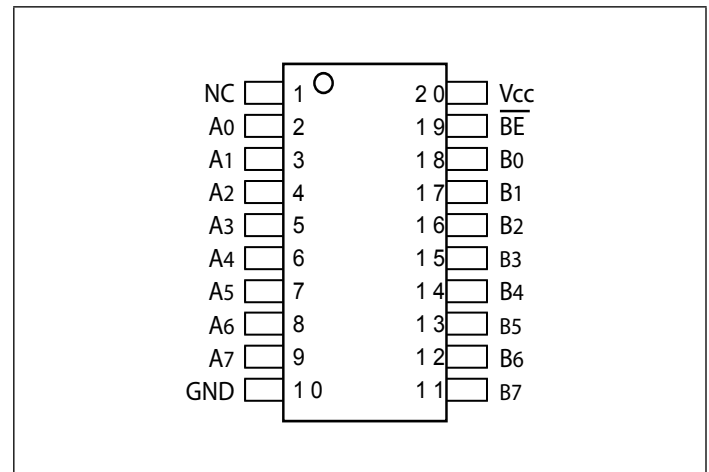 NC 1 20 Vcc
A0 2 19 BE
A1 3 18 B0
A2 4 17 B1
A3 5 16 B2
A4 6 15 B3
A5 7 14 B4
A6 8 13 B5
A7 9 12 B6
GND 10 11 B7